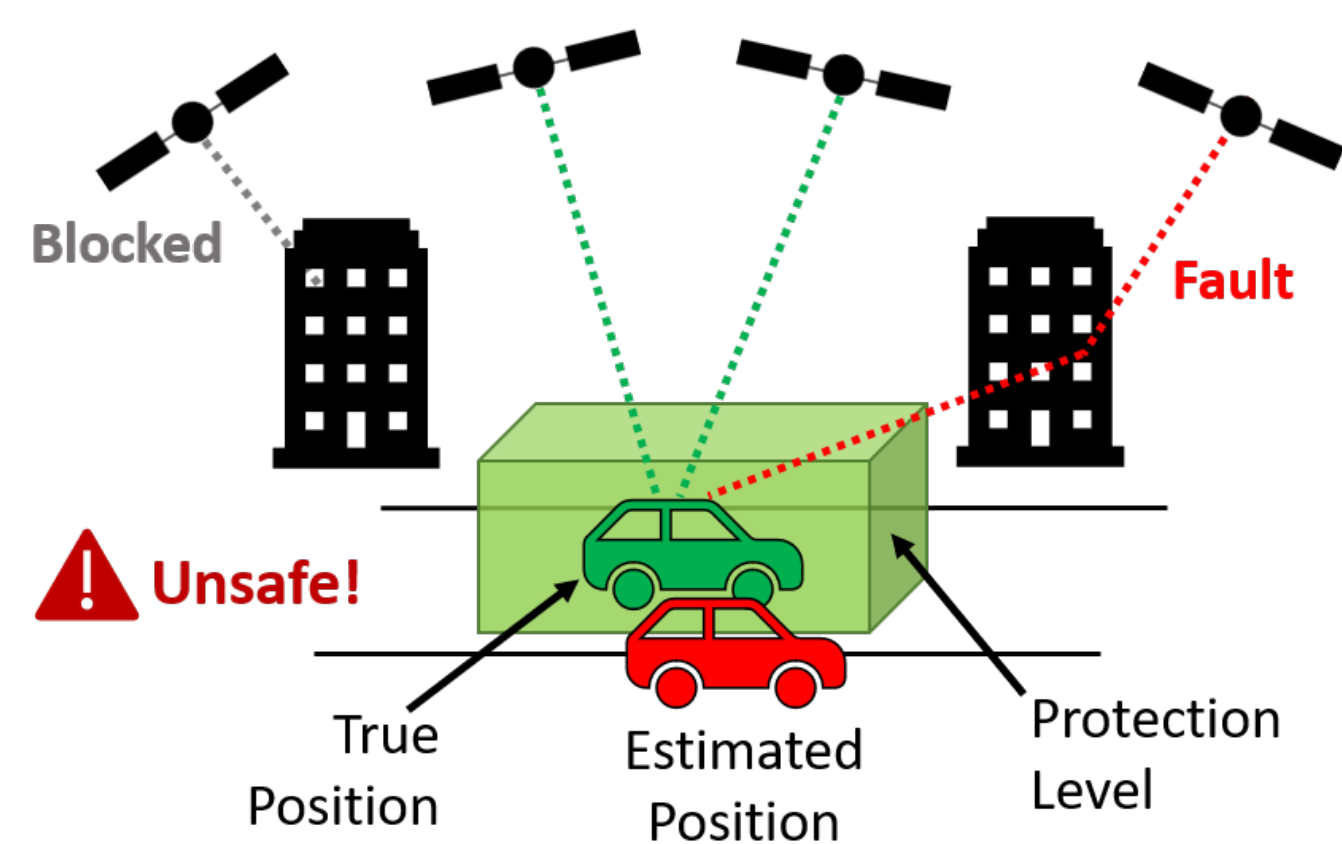 Blocked
Fault
Unsafe!
True
Position
Estimated
Position
Protection
Level